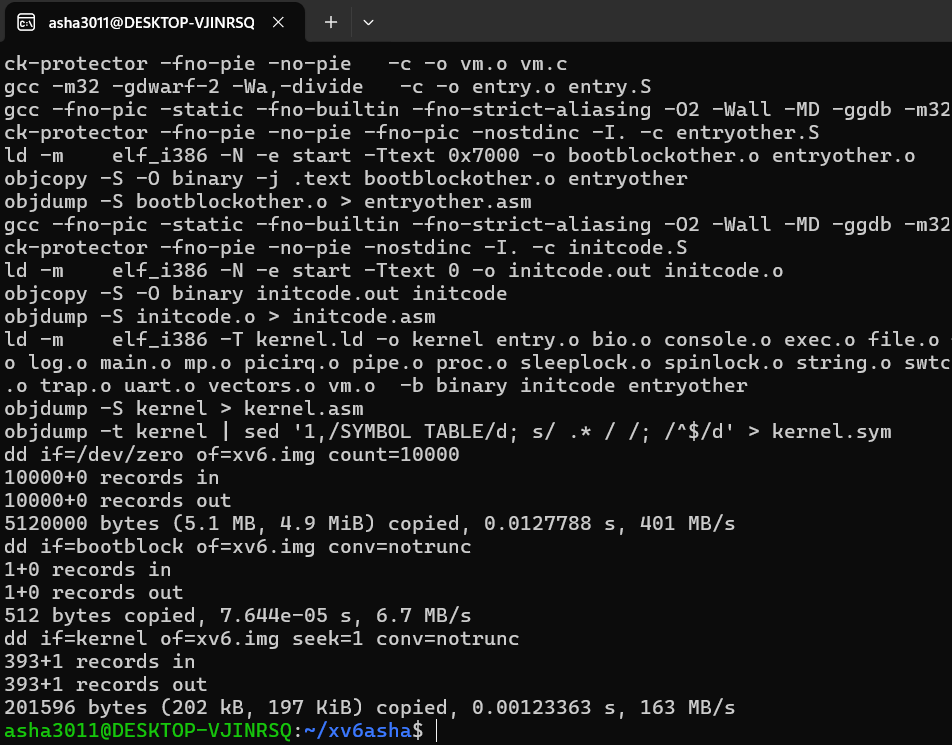 asha3011@DESKTOP-VJINRSQ
ck-protector -fno-pie -no-pie   -c -o vm.o vm.c
gcc -m32 -gdwarf-2 -Wa,-divide   -c -o entry.o entry.S
gcc -fno-pic -static -fno-builtin -fno-strict-aliasing -O2 -Wall -MD -ggdb -m32
ck-protector -fno-pie -no-pie -fno-pic -nostdinc -I. -c entryother.S
ld -m    elf_i386 -N -e start -Ttext 0x7000 -o bootblockother.o entryother.o
objcopy -S -O binary -j .text bootblockother.o entryother
objdump -S bootblockother.o > entryother.asm
gcc -fno-pic -static -fno-builtin -fno-strict-aliasing -O2 -Wall -MD -ggdb -m32
ck-protector -fno-pie -no-pie -nostdinc -I. -c initcode.S
ld -m    elf_i386 -N -e start -Ttext 0 -o initcode.out initcode.o
objcopy -S -O binary initcode.out initcode
objdump -S initcode.o > initcode.asm
ld -m    elf_i386 -T kernel.ld -o kernel entry.o bio.o console.o exec.o file.o
o log.o main.o mp.o picirq.o pipe.o proc.o sleeplock.o spinlock.o string.o swtc
.o trap.o uart.o vectors.o vm.o  -b binary initcode entryother
objdump -S kernel > kernel.asm
objdump -t kernel | sed '1,/SYMBOL TABLE/d; s/ .* / /; /^$/d' > kernel.sym
dd if=/dev/zero of=xv6.img count=10000
10000+0 records in
10000+0 records out
5120000 bytes (5.1 MB, 4.9 MiB) copied, 0.0127788 s, 401 MB/s
dd if=bootblock of=xv6.img conv=notrunc
1+0 records in
1+0 records out
512 bytes copied, 7.644e-05 s, 6.7 MB/s
dd if=kernel of=xv6.img seek=1 conv=notrunc
393+1 records in
393+1 records out
201596 bytes (202 kB, 197 KiB) copied, 0.00123363 s, 163 MB/s
asha3011@DESKTOP-VJINRSQ:~/xv6asha$